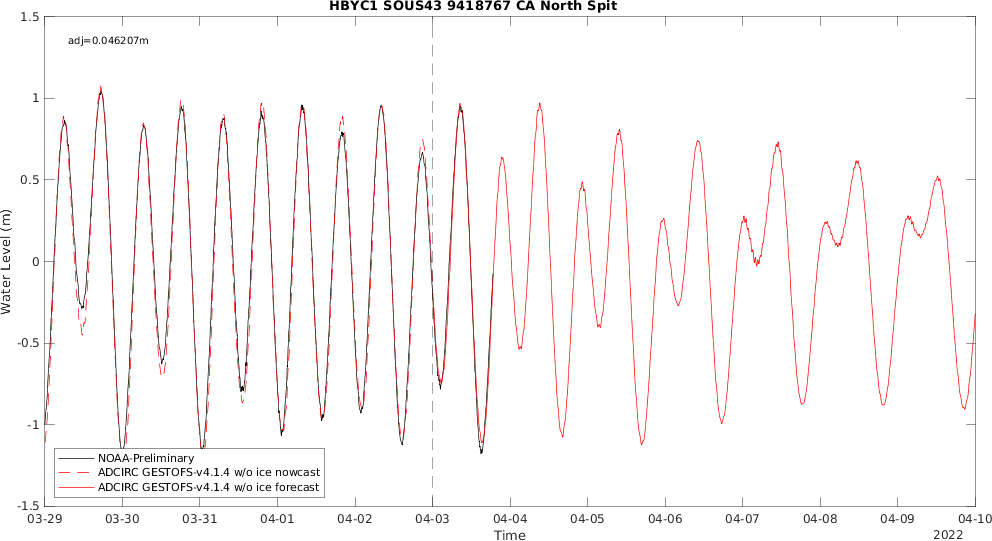 HBYC1 SOUS43 9418767 CA North Spit
adj=0.046207m
1.5
1
0.5
0
-0.5
-1
-1.5
Water Level (m)
NOAA-Preliminary
ADCIRC GESTOFS-v4.1.4 w/o ice nowcast
ADCIRC GESTOFS-v4.1.4 w/o ice forecast
03-29 03-30 03-31 04-01 04-02 04-03 04-04 04-05 04-06 04-07 04-08 04-09 04-10
Time
2022